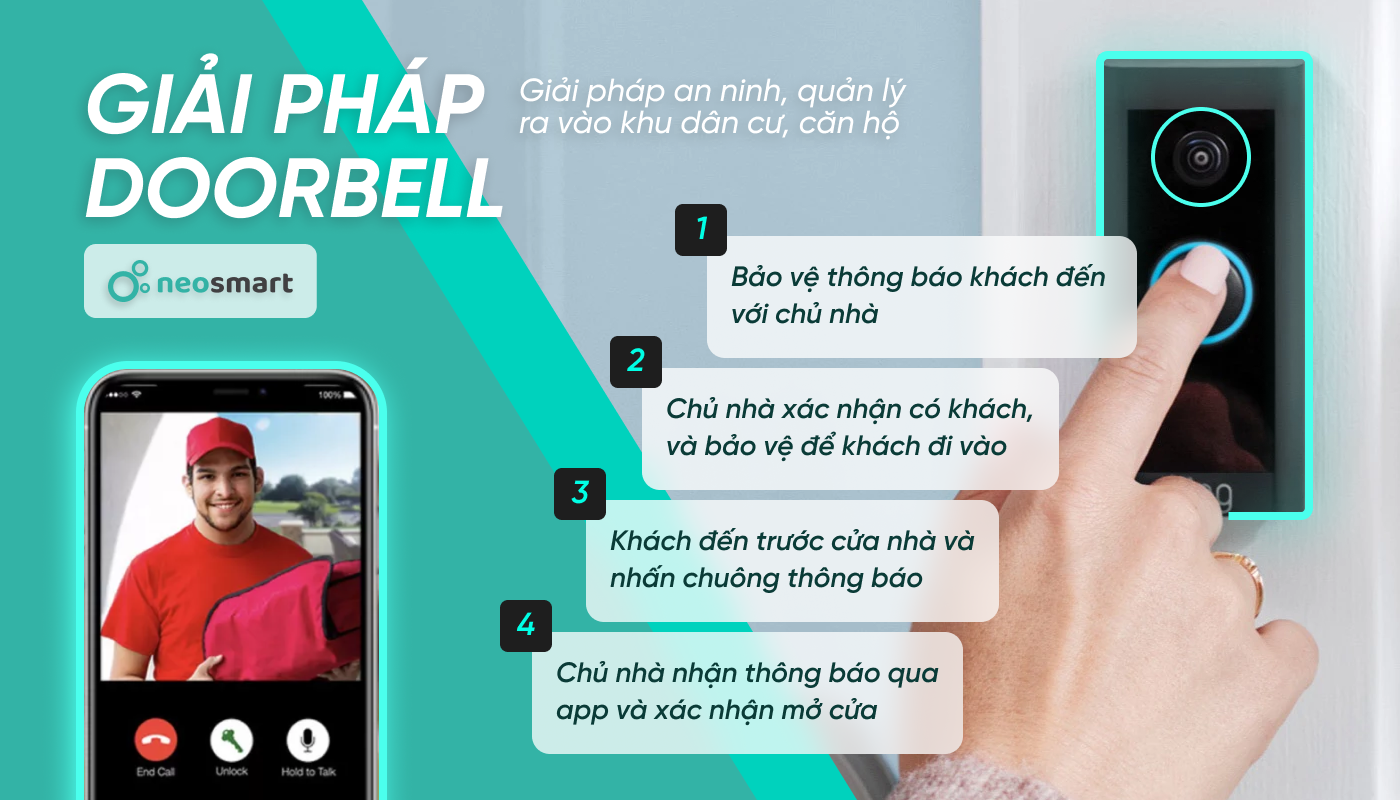 GIẢI PHÁP
DOORBELL
Giải pháp an ninh, quản lý
ra vào khu dân cư, căn hộ
neosmart
1
Bảo vệ thông báo khách đến
với chủ nhà
2
Chủ nhà xác nhận có khách,
và bảo vệ để khách đi vào
3
Khách đến trước cửa nhà và
nhấn chuông thông báo
4
Chủ nhà nhận thông báo qua
app và xác nhận mở cửa
100%
End Call
Unlock
Hold to Talk